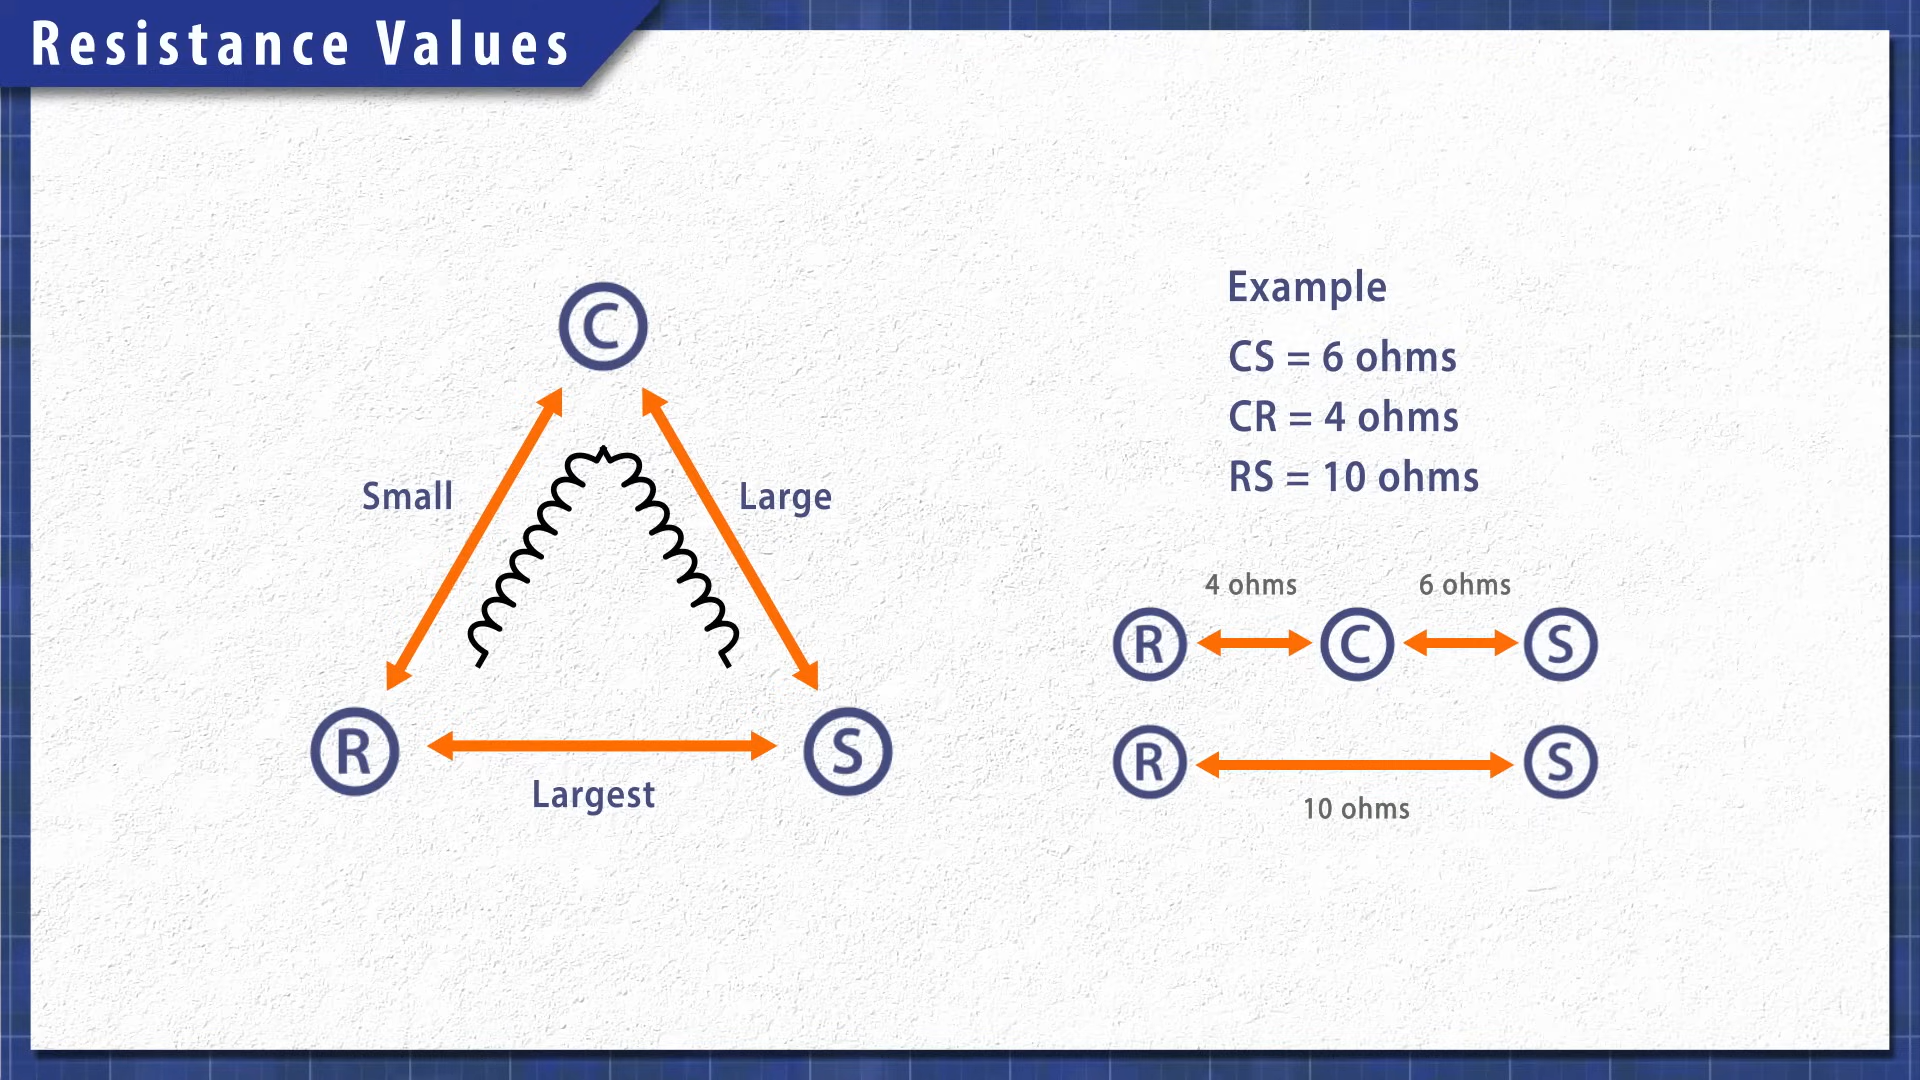 Resistance Values
C
Small
Large
R
S
Largest
Example
CS = 6 ohms
CR = 4 ohms
RS = 10 ohms
4 ohms 6 ohms
R C S
R S
10 ohms